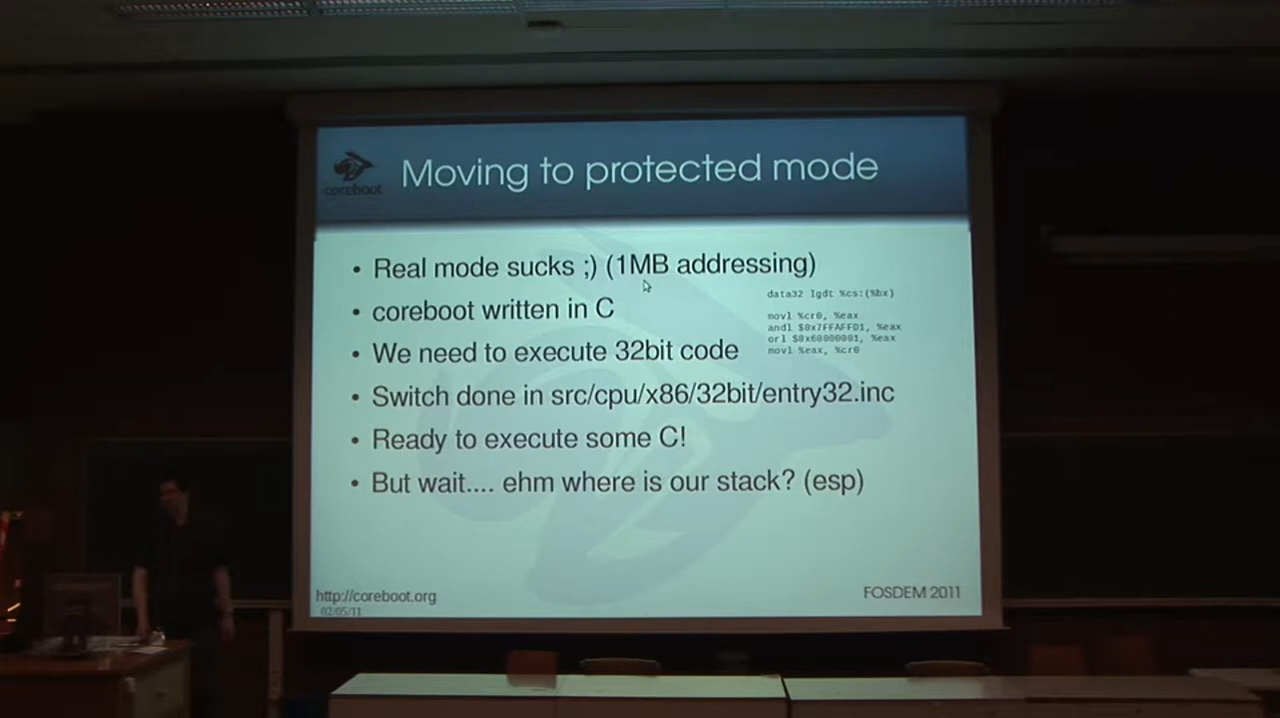 coreboot
Moving to protected mode
• Real mode sucks ;) (1MB addressing)
• coreboot written in C
• We need to execute 32bit code
• Switch done in src/cpu/x86/32bit/entry32.inc
• Ready to execute some C!
• But wait.... ehm where is our stack? (esp)
data32 lgdt %cs:(%bx)
movl %cr0, %eax
andl $0x7FFAFFD1, %eax
orl $0x60000001, %eax
movl %eax, %cr0
http://coreboot.org
02/05/11
FOSDEM 2011